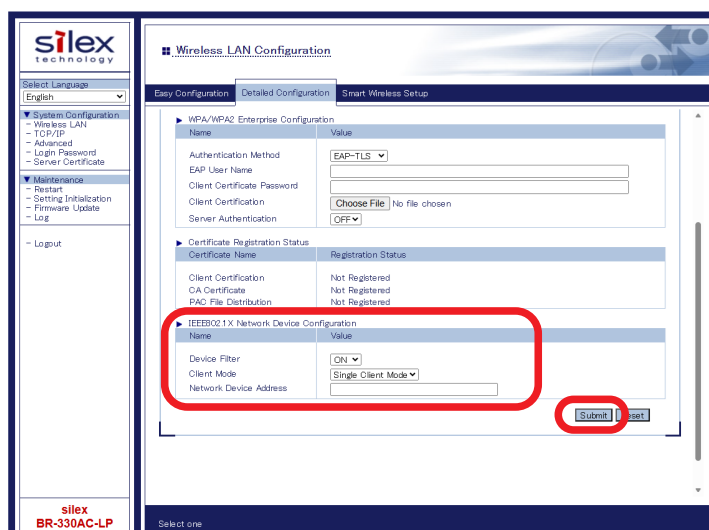 silex
technology
Select Language
English
▼ System Configuration
- Wireless LAN
- TCP/IP
- Advanced
- Login Password
- Server Certificate
▼ Maintenance
- Restart
- Setting Initialization
- Firmware Update
- Log
- Logout
silex
BR-330AC-LP
Wireless LAN Configuration
Easy Configuration Detailed Configuration Smart Wireless Setup
▶ WPA/WPA2 Enterprise Configuration
Name Value
Authentication Method EAP-TLS
EAP User Name
Client Certificate Password
Client Certification Choose File No file chosen
Server Authentication OFF
▶ Certificate Registration Status
Certificate Name Registration Status
Client Certification Not Registered
CA Certificate Not Registered
PAC File Distribution Not Registered
▶ IEEE802.1X Network Device Configuration
Name Value
Device Filter ON
Client Mode Single Client Mode
Network Device Address
Submit eset
Select one